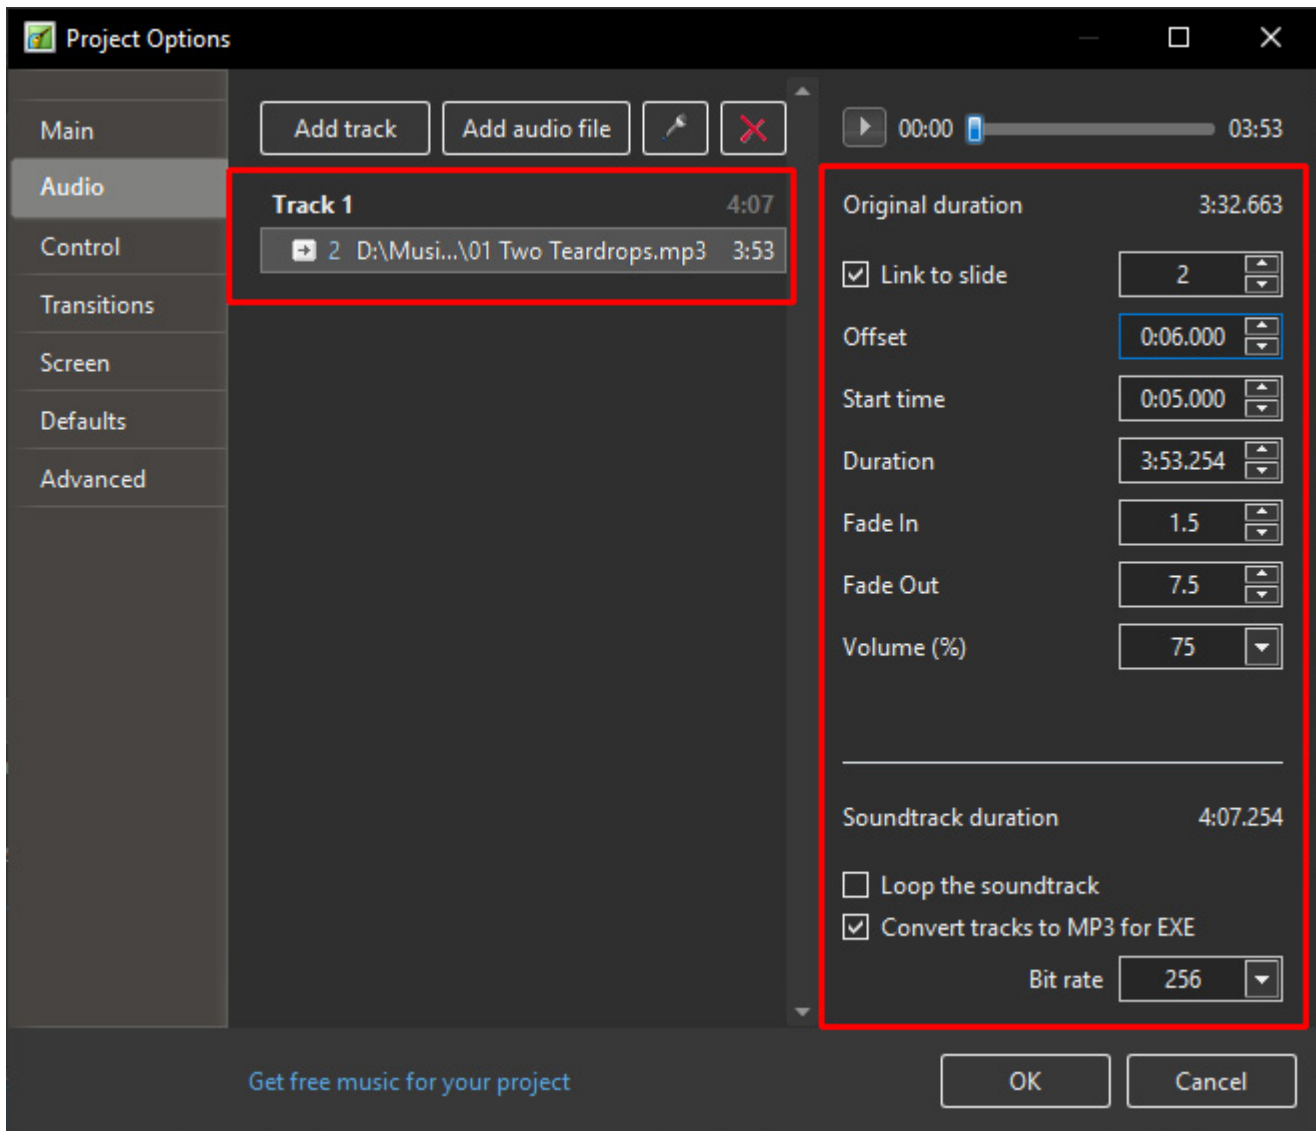 Project Options
Main
Audio
Control
Transitions
Screen
Defaults
Advanced
Add track
Add audio file
Track 1 4:07
2 D:\Musi...\01 Two Teardrops.mp3 3:53
00:00 03:53
Original duration 3:32.663
Link to slide 2
Offset 0:06.000
Start time 0:05.000
Duration 3:53.254
Fade In 1.5
Fade Out 7.5
Volume (%) 75
Soundtrack duration 4:07.254
Loop the soundtrack
Convert tracks to MP3 for EXE
Bit rate 256
Get free music for your project
OK
Cancel